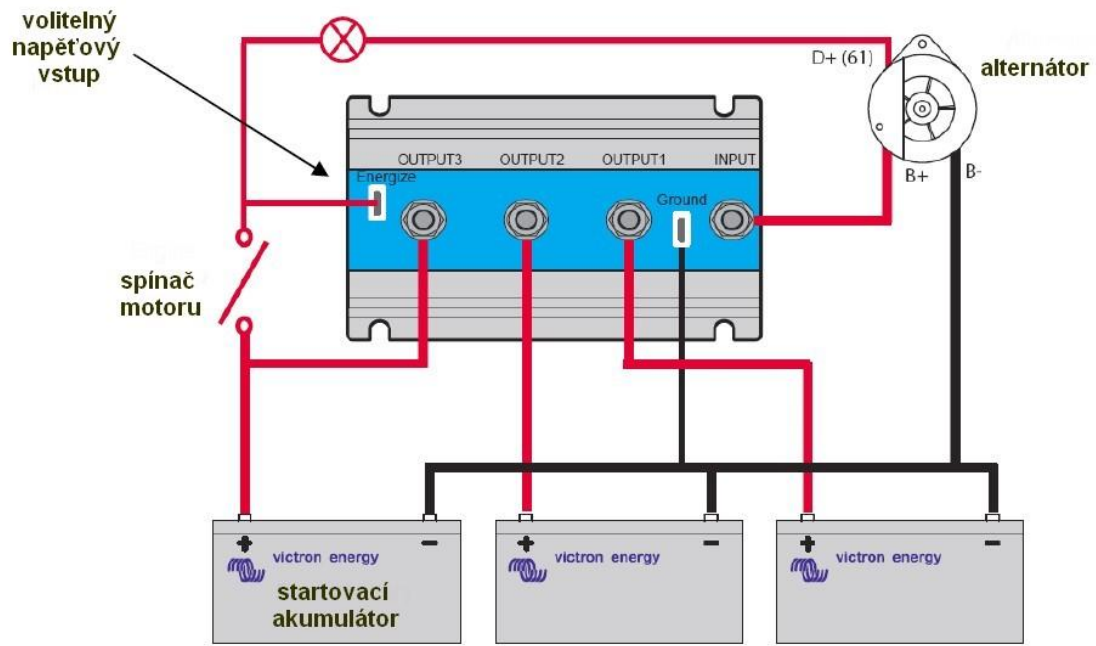 volitelný
napěťový
vstup
D+ (61)
alternátor
OUTPUT3
OUTPUT2
OUTPUT1
INPUT
Energize
Ground
B+
B-
spínač
motoru
+
-
victron energy
startovací
akumulátor
+
-
victron energy
+
-
victron energy